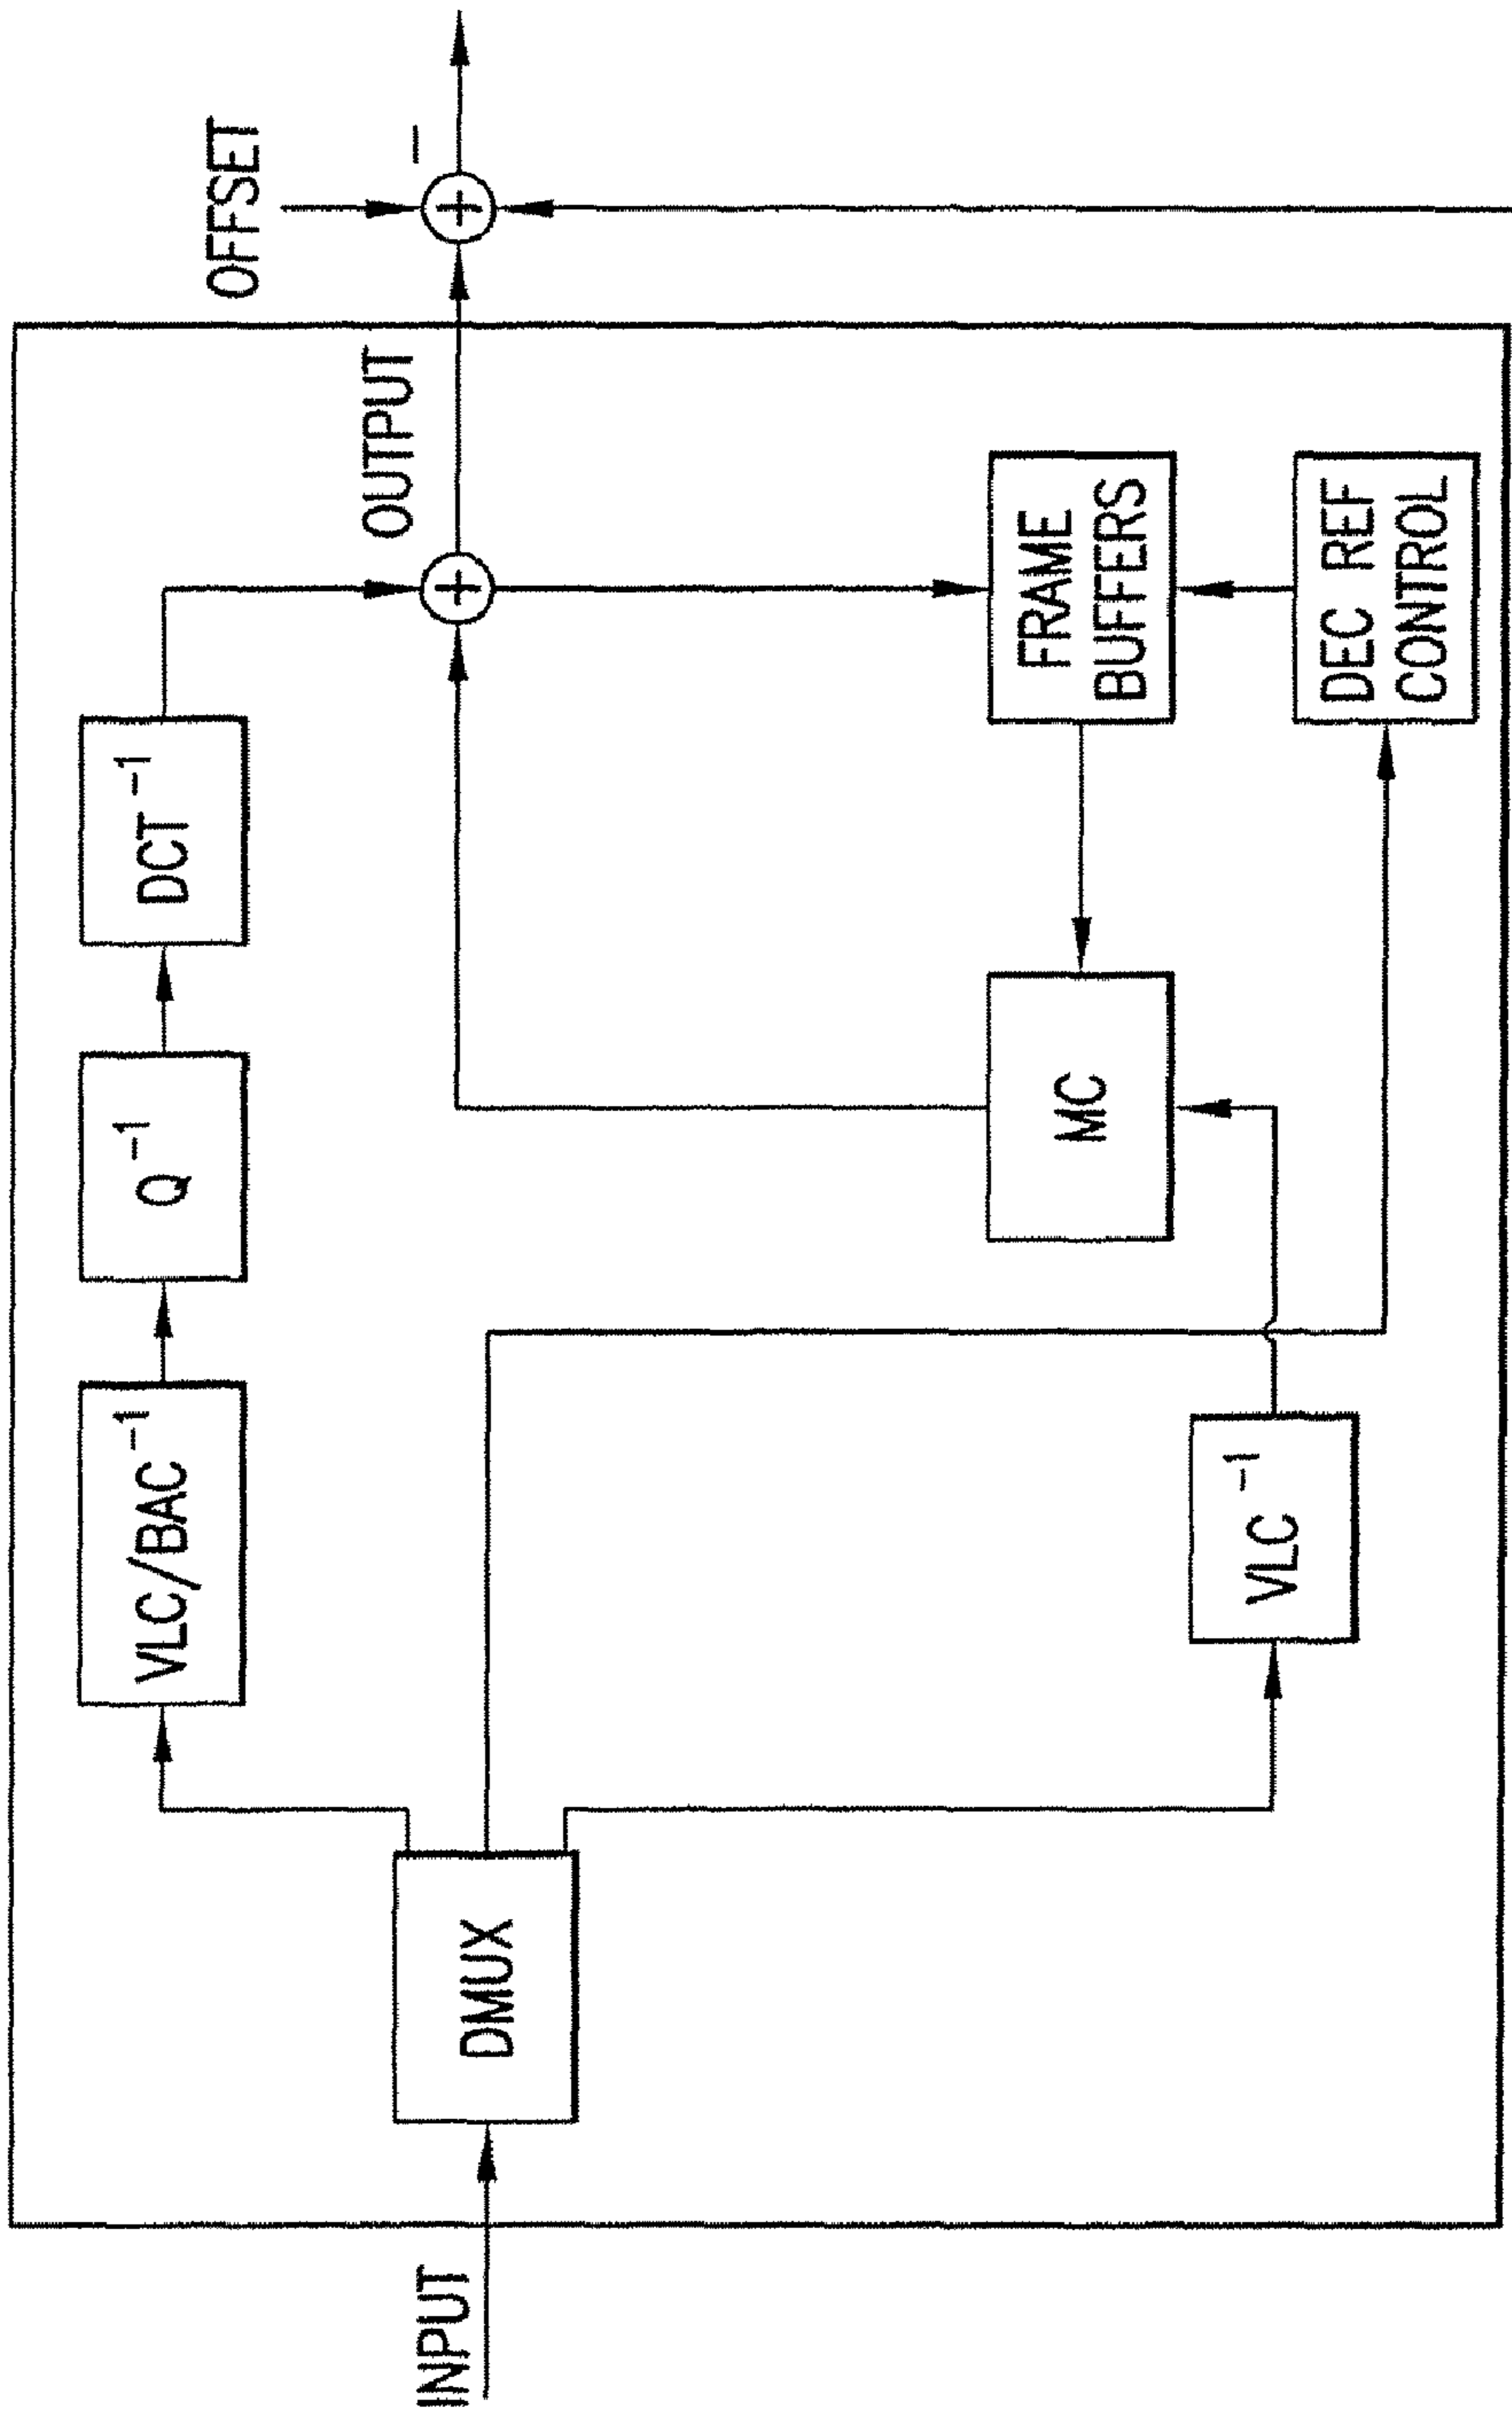 OFFSET
−
+
OUTPUT
+
DCT⁻¹
Q⁻¹
VLC/BAC⁻¹
FRAME
BUFFERS
DEC REF
CONTROL
MC
VLC⁻¹
DMUX
INPUT